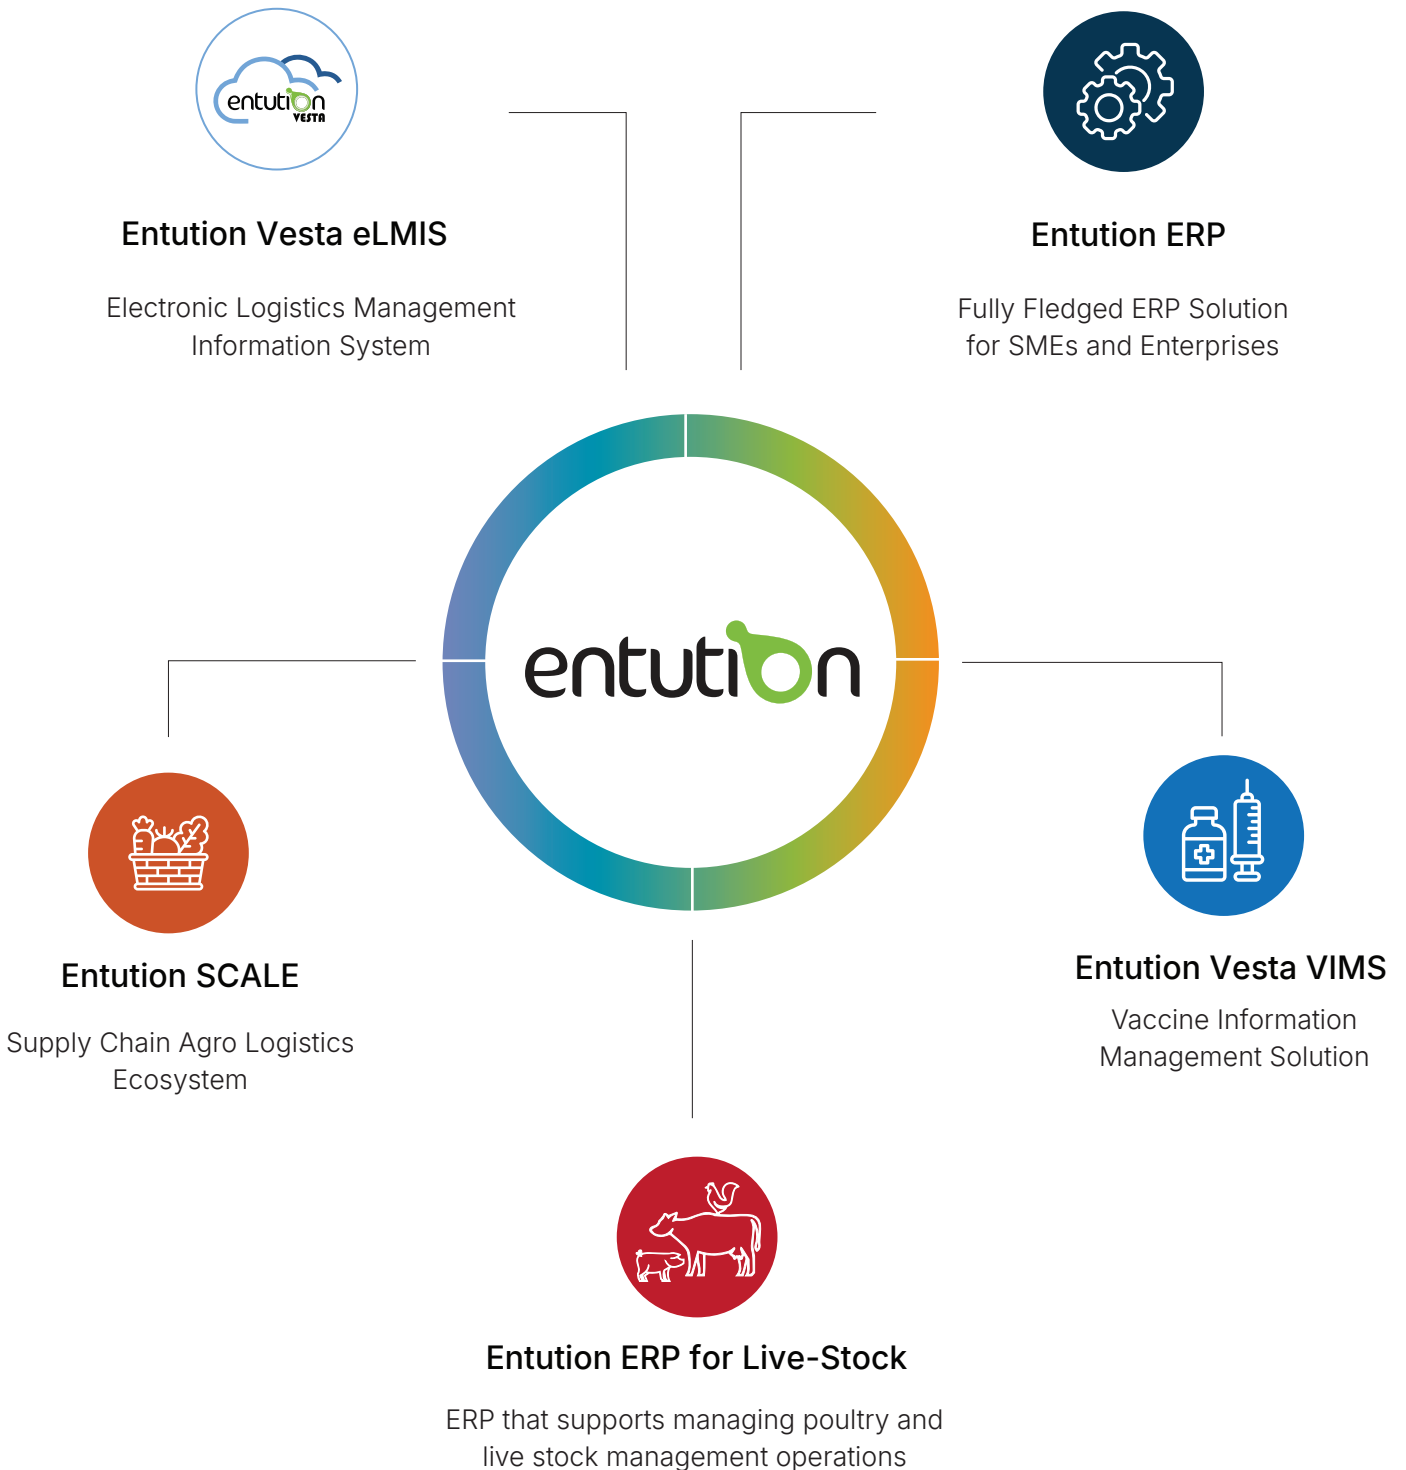 entution
VESTA
Entution Vesta eLMIS
Electronic Logistics Management
Information System
Entution ERP
Fully Fledged ERP Solution
for SMEs and Enterprises
entution
Entution SCALE
Supply Chain Agro Logistics
Ecosystem
Entution Vesta VIMS
Vaccine Information
Management Solution
Entution ERP for Live-Stock
ERP that supports managing poultry and
live stock management operations